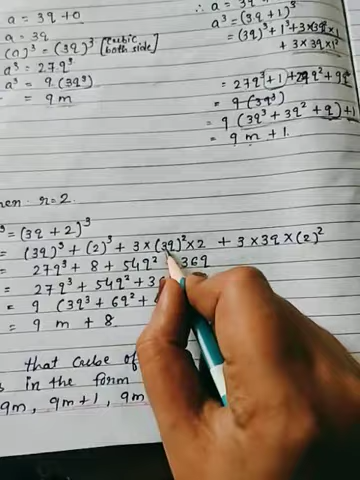 a = 3q + 0
a = 3q
(a)³ = (3q)³ [cubic both side]
a³ = 27q³
a³ = 9 (3q³)
= 9m
∴ a = 3q
a³ = (3q + 1)³
= (3q)³ + 1³ + 3×(3q)²×1
+ 3×3q×1²
= 27q³ + 1 + 27q² + 9q
= 9 (3q³)
= 9 (3q³ + 3q² + q) + 1
= 9m + 1.
when r = 2.
³ = (3q + 2)³
= (3q)³ + (2)³ + 3×(3q)²×2 + 3×3q×(2)²
= 27q³ + 8 + 54q² 36q
= 27q³ + 54q² + 3
= 9 (3q³ + 6q² +
= 9 m + 8
that cube of
in the form
9m, 9m+1, 9m